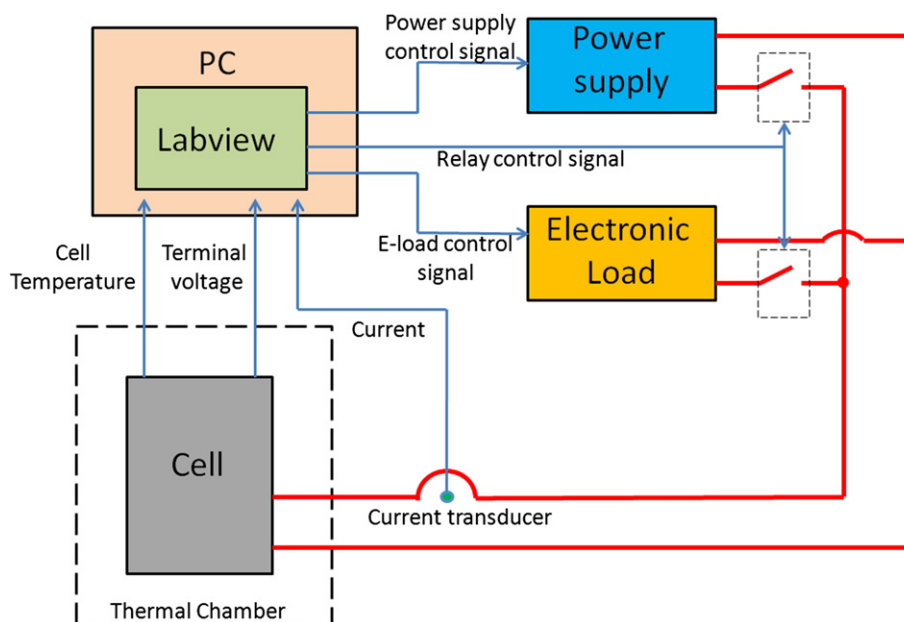 Power supply
control signal
Power
supply
PC
Labview
Relay control signal
Cell
Temperature
Terminal
voltage
E-load control
signal
Electronic
Load
Current
Cell
Current transducer
Thermal Chamber